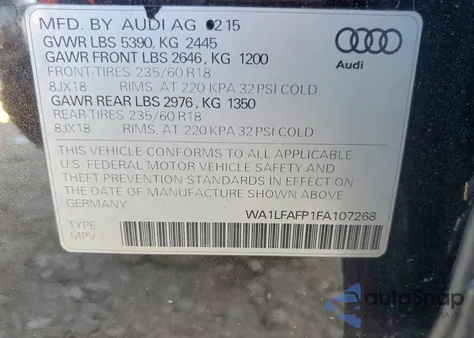 MFD. BY AUDI AG 0215
GVWR LBS 5390, KG 2445
GAWR FRONT LBS 2646, KG 1200
FRONT-TIRES 235/60 R18
8JX18 RIMS, AT 220 KPA 32 PSI COLD
GAWR REAR LBS 2976, KG 1350
REAR-TIRES 235/60 R18
8JX18 RIMS, AT 220 KPA 32 PSI COLD
Audi
THIS VEHICLE CONFORMS TO ALL APPLICABLE
U.S. FEDERAL MOTOR VEHICLE SAFETY AND
THEFT PREVENTION STANDARDS IN EFFECT ON
THE DATE OF MANUFACTURE SHOWN ABOVE.
GERMANY
WA1LFAFP1FA107268
TYPE:
MPV
autoSnap